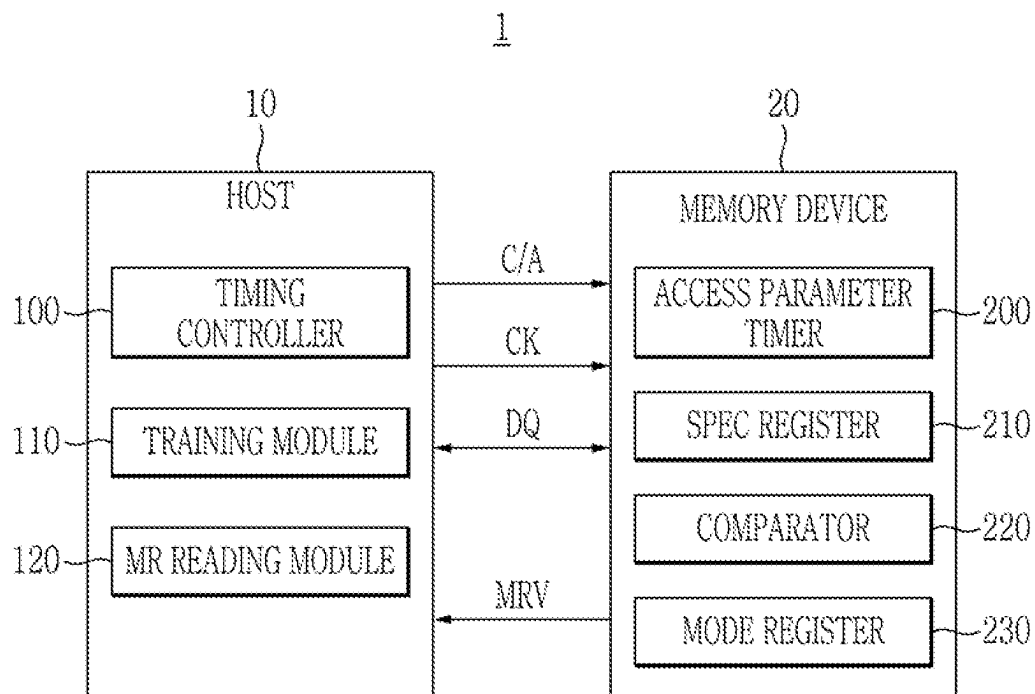 1
10
20
HOST
MEMORY DEVICE
C/A
100
TIMING
CONTROLLER
ACCESS PARAMETER
TIMER
200
CK
110
TRAINING MODULE
DQ
SPEC REGISTER
210
120
MR READING MODULE
COMPARATOR
220
MRV
MODE REGISTER
230